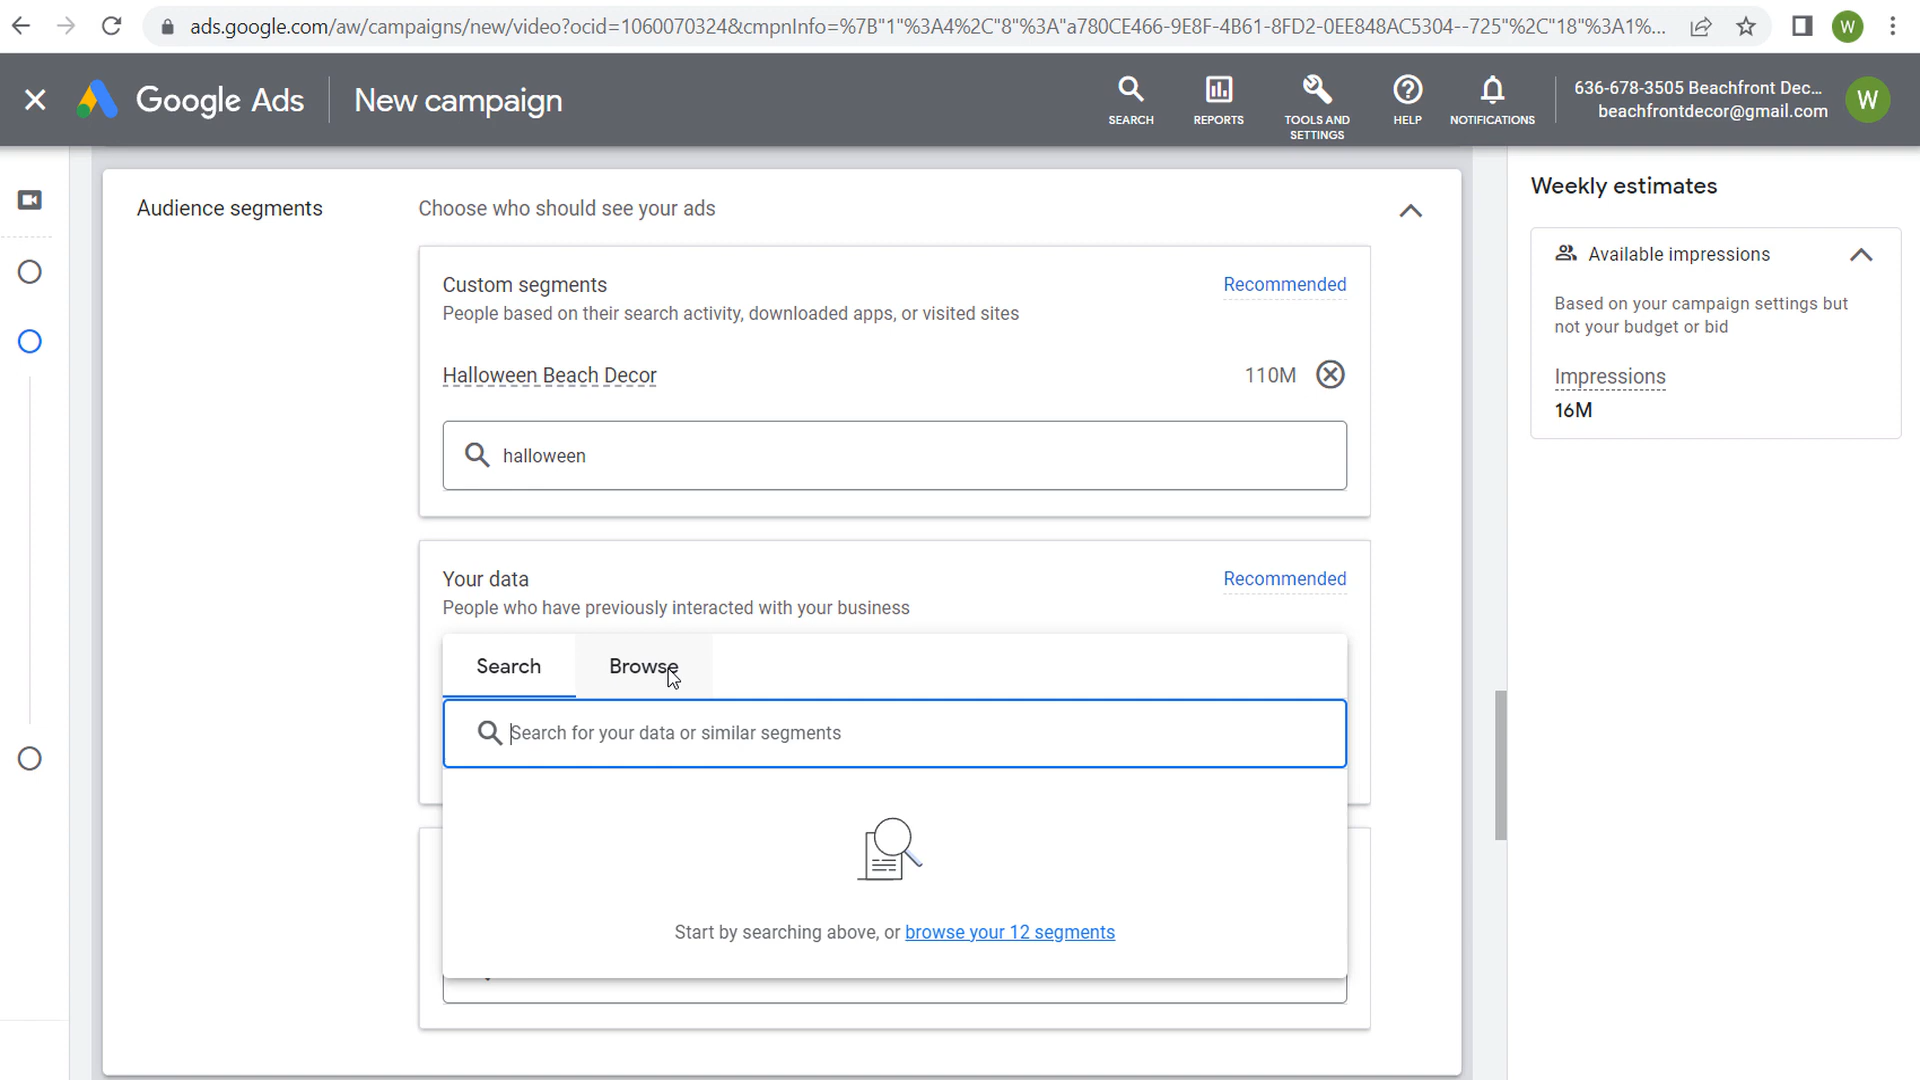 ads.google.com/aw/campaigns/new/video?ocid=1060070324&cmpnInfo=%7B"1"%3A4%2C"8"%3A"a780CE466-9E8F-4B61-8FD2-0EE848AC5304--725"%2C"18"%3A1%...
W
Google Ads
New campaign
SEARCH
REPORTS
TOOLS AND
SETTINGS
HELP
NOTIFICATIONS
636-678-3505 Beachfront Dec...
beachfrontdecor@gmail.com
W
Audience segments
Choose who should see your ads
Custom segments
Recommended
People based on their search activity, downloaded apps, or visited sites
Halloween Beach Decor
110M
halloween
Your data
Recommended
People who have previously interacted with your business
Search
Browse
Search for your data or similar segments
Start by searching above, or browse your 12 segments
Weekly estimates
Available impressions
Based on your campaign settings but
not your budget or bid
Impressions
16M